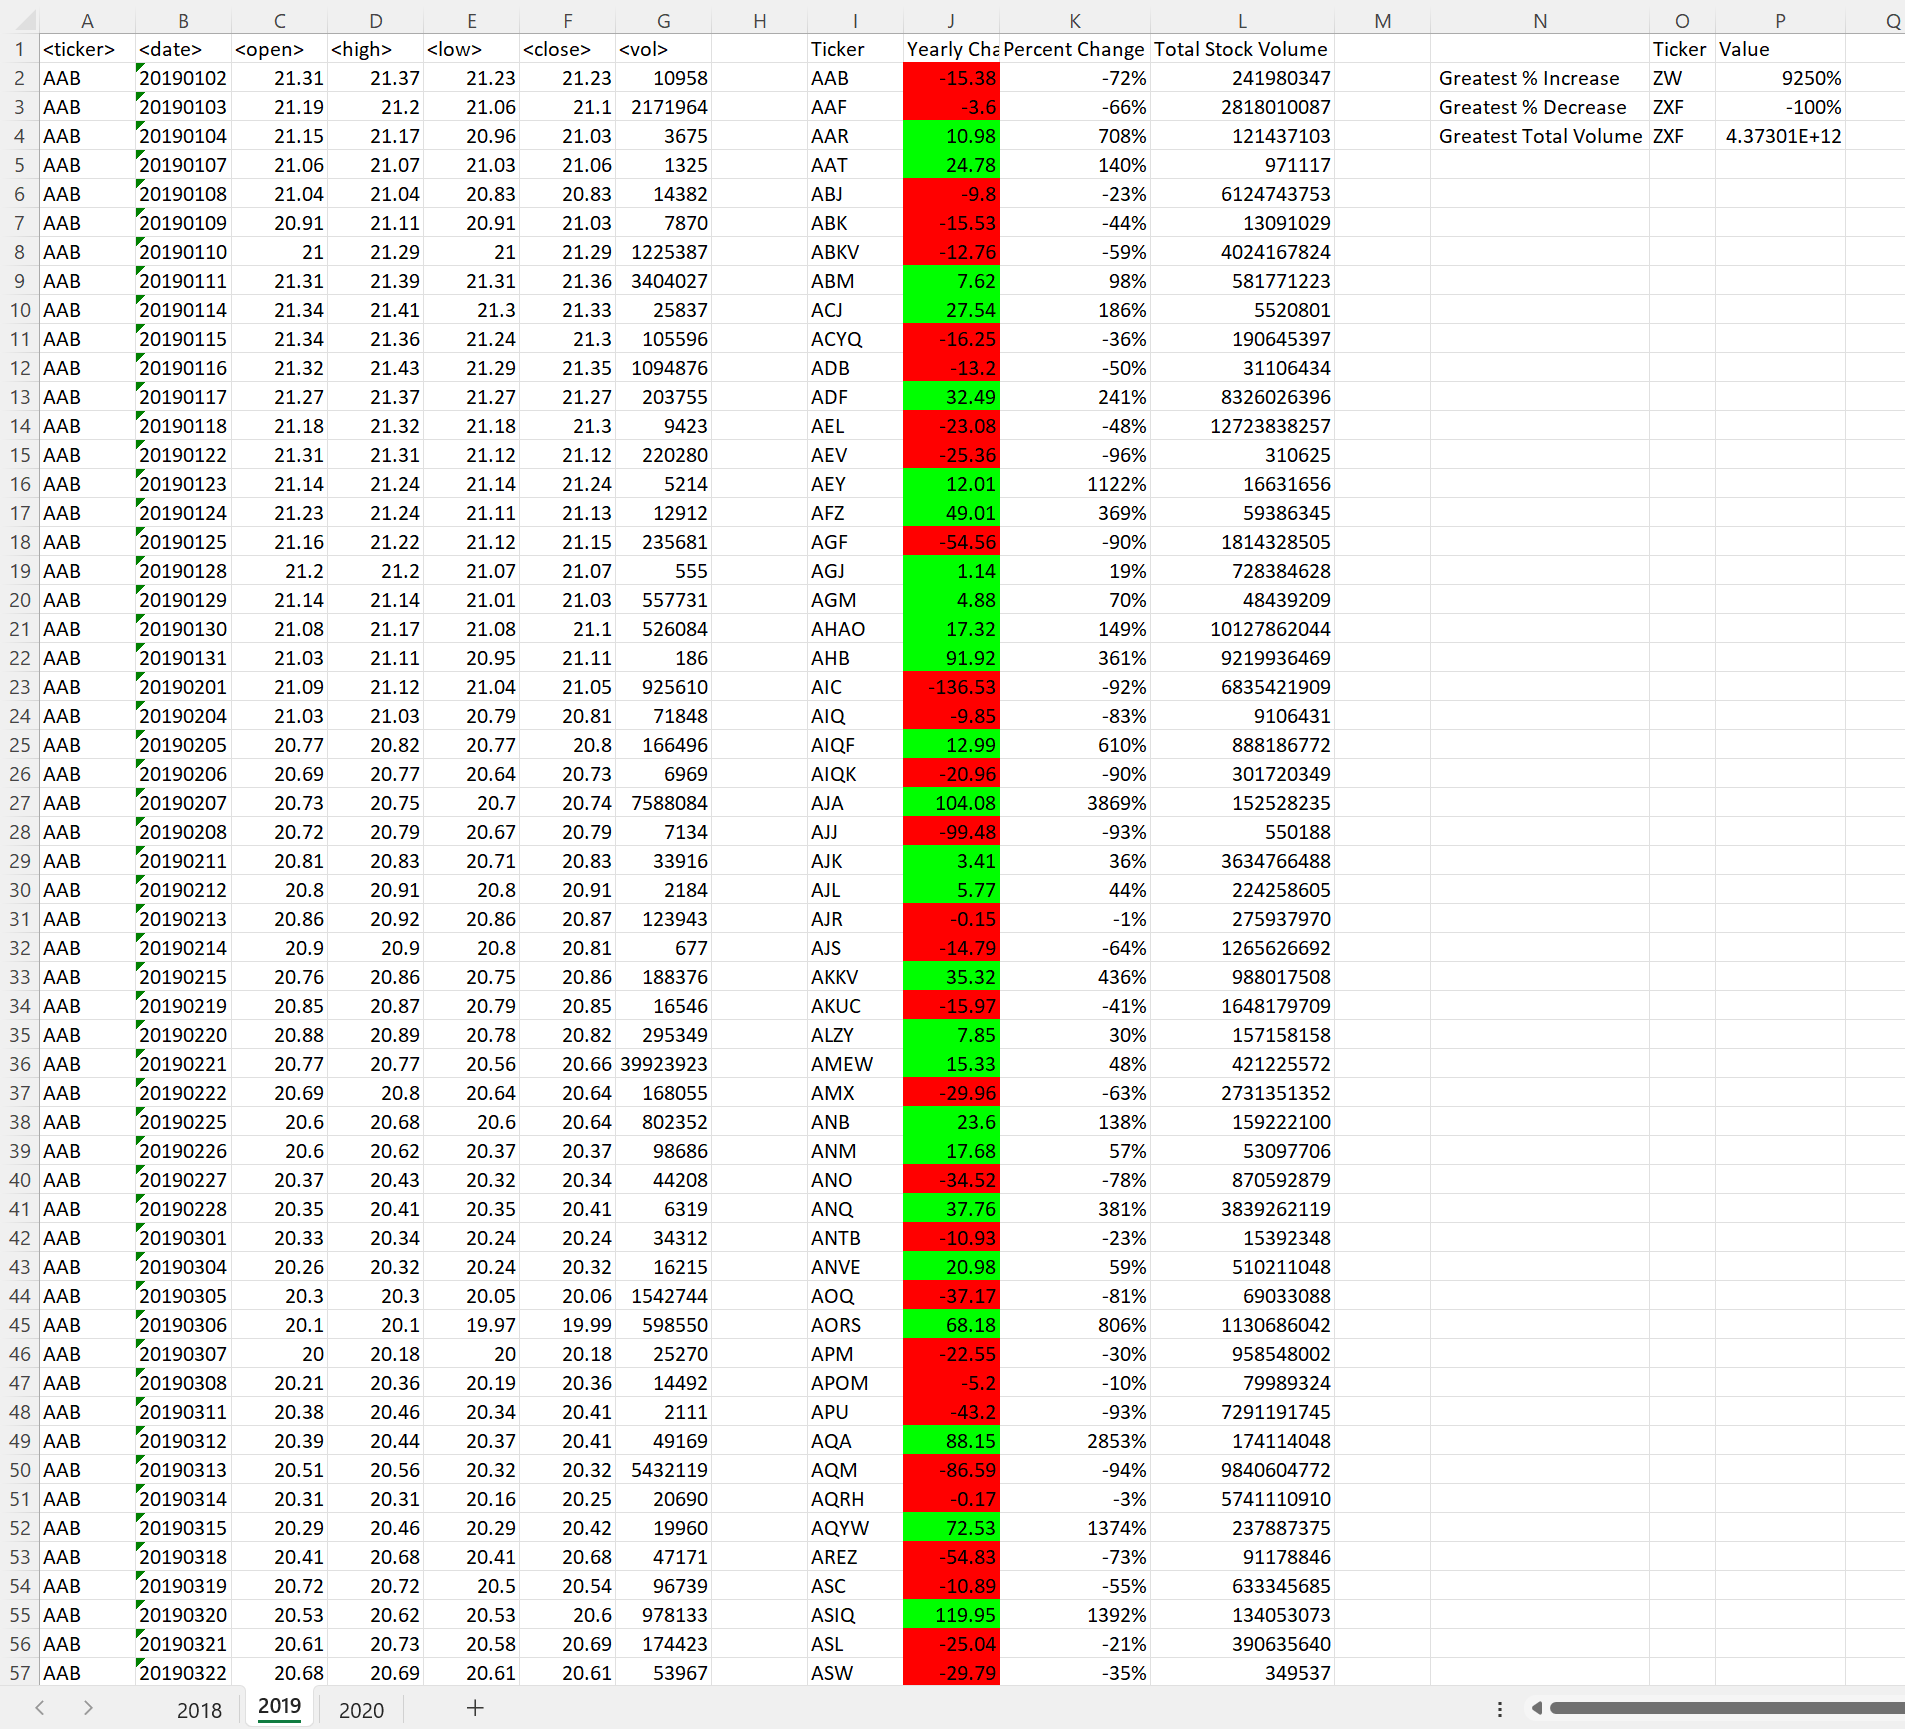 A B C D E F G H I J K L M N O P Q
1 <ticker> <date> <open> <high> <low> <close> <vol> Ticker Yearly Cha Percent Change Total Stock Volume Ticker Value
2 AAB 20190102 21.31 21.37 21.23 21.23 10958 AAB -15.38 -72% 241980347 Greatest % Increase ZW 9250%
3 AAB 20190103 21.19 21.2 21.06 21.1 2171964 AAF -3.6 -66% 2818010087 Greatest % Decrease ZXF -100%
4 AAB 20190104 21.15 21.17 20.96 21.03 3675 AAR 10.98 708% 121437103 Greatest Total Volume ZXF 4.37301E+12
5 AAB 20190107 21.06 21.07 21.03 21.06 1325 AAT 24.78 140% 971117
6 AAB 20190108 21.04 21.04 20.83 20.83 14382 ABJ -9.8 -23% 6124743753
7 AAB 20190109 20.91 21.11 20.91 21.03 7870 ABK -15.53 -44% 13091029
8 AAB 20190110 21 21.29 21 21.29 1225387 ABKV -12.76 -59% 4024167824
9 AAB 20190111 21.31 21.39 21.31 21.36 3404027 ABM 7.62 98% 581771223
10 AAB 20190114 21.34 21.41 21.3 21.33 25837 ACJ 27.54 186% 5520801
11 AAB 20190115 21.34 21.36 21.24 21.3 105596 ACYQ -16.25 -36% 190645397
12 AAB 20190116 21.32 21.43 21.29 21.35 1094876 ADB -13.2 -50% 31106434
13 AAB 20190117 21.27 21.37 21.27 21.27 203755 ADF 32.49 241% 8326026396
14 AAB 20190118 21.18 21.32 21.18 21.3 9423 AEL -23.08 -48% 12723838257
15 AAB 20190122 21.31 21.31 21.12 21.12 220280 AEV -25.36 -96% 310625
16 AAB 20190123 21.14 21.24 21.14 21.24 5214 AEY 12.01 1122% 16631656
17 AAB 20190124 21.23 21.24 21.11 21.13 12912 AFZ 49.01 369% 59386345
18 AAB 20190125 21.16 21.22 21.12 21.15 235681 AGF -54.56 -90% 1814328505
19 AAB 20190128 21.2 21.2 21.07 21.07 555 AGJ 1.14 19% 728384628
20 AAB 20190129 21.14 21.14 21.01 21.03 557731 AGM 4.88 70% 48439209
21 AAB 20190130 21.08 21.17 21.08 21.1 526084 AHAO 17.32 149% 10127862044
22 AAB 20190131 21.03 21.11 20.95 21.11 186 AHB 91.92 361% 9219936469
23 AAB 20190201 21.09 21.12 21.04 21.05 925610 AIC -136.53 -92% 6835421909
24 AAB 20190204 21.03 21.03 20.79 20.81 71848 AIQ -9.85 -83% 9106431
25 AAB 20190205 20.77 20.82 20.77 20.8 166496 AIQF 12.99 610% 888186772
26 AAB 20190206 20.69 20.77 20.64 20.73 6969 AIQK -20.96 -90% 301720349
27 AAB 20190207 20.73 20.75 20.7 20.74 7588084 AJA 104.08 3869% 152528235
28 AAB 20190208 20.72 20.79 20.67 20.79 7134 AJJ -99.48 -93% 550188
29 AAB 20190211 20.81 20.83 20.71 20.83 33916 AJK 3.41 36% 3634766488
30 AAB 20190212 20.8 20.91 20.8 20.91 2184 AJL 5.77 44% 224258605
31 AAB 20190213 20.86 20.92 20.86 20.87 123943 AJR -0.15 -1% 275937970
32 AAB 20190214 20.9 20.9 20.8 20.81 677 AJS -14.79 -64% 1265626692
33 AAB 20190215 20.76 20.86 20.75 20.86 188376 AKKV 35.32 436% 988017508
34 AAB 20190219 20.85 20.87 20.79 20.85 16546 AKUC -15.97 -41% 1648179709
35 AAB 20190220 20.88 20.89 20.78 20.82 295349 ALZY 7.85 30% 157158158
36 AAB 20190221 20.77 20.77 20.56 20.66 39923923 AMEW 15.33 48% 421225572
37 AAB 20190222 20.69 20.8 20.64 20.64 168055 AMX -29.96 -63% 2731351352
38 AAB 20190225 20.6 20.68 20.6 20.64 802352 ANB 23.6 138% 159222100
39 AAB 20190226 20.6 20.62 20.37 20.37 98686 ANM 17.68 57% 53097706
40 AAB 20190227 20.37 20.43 20.32 20.34 44208 ANO -34.52 -78% 870592879
41 AAB 20190228 20.35 20.41 20.35 20.41 6319 ANQ 37.76 381% 3839262119
42 AAB 20190301 20.33 20.34 20.24 20.24 34312 ANTB -10.93 -23% 15392348
43 AAB 20190304 20.26 20.32 20.24 20.32 16215 ANVE 20.98 59% 510211048
44 AAB 20190305 20.3 20.3 20.05 20.06 1542744 AOQ -37.17 -81% 69033088
45 AAB 20190306 20.1 20.1 19.97 19.99 598550 AORS 68.18 806% 1130686042
46 AAB 20190307 20 20.18 20 20.18 25270 APM -22.55 -30% 958548002
47 AAB 20190308 20.21 20.36 20.19 20.36 14492 APOM -5.2 -10% 79989324
48 AAB 20190311 20.38 20.46 20.34 20.41 2111 APU -43.2 -93% 7291191745
49 AAB 20190312 20.39 20.44 20.37 20.41 49169 AQA 88.15 2853% 174114048
50 AAB 20190313 20.51 20.56 20.32 20.32 5432119 AQM -86.59 -94% 9840604772
51 AAB 20190314 20.31 20.31 20.16 20.25 20690 AQRH -0.17 -3% 5741110910
52 AAB 20190315 20.29 20.46 20.29 20.42 19960 AQYW 72.53 1374% 237887375
53 AAB 20190318 20.41 20.68 20.41 20.68 47171 AREZ -54.83 -73% 91178846
54 AAB 20190319 20.72 20.72 20.5 20.54 96739 ASC -10.89 -55% 633345685
55 AAB 20190320 20.53 20.62 20.53 20.6 978133 ASIQ 119.95 1392% 134053073
56 AAB 20190321 20.61 20.73 20.58 20.69 174423 ASL -25.04 -21% 390635640
57 AAB 20190322 20.68 20.69 20.61 20.61 53967 ASW -29.79 -35% 349537
2018 2019 2020